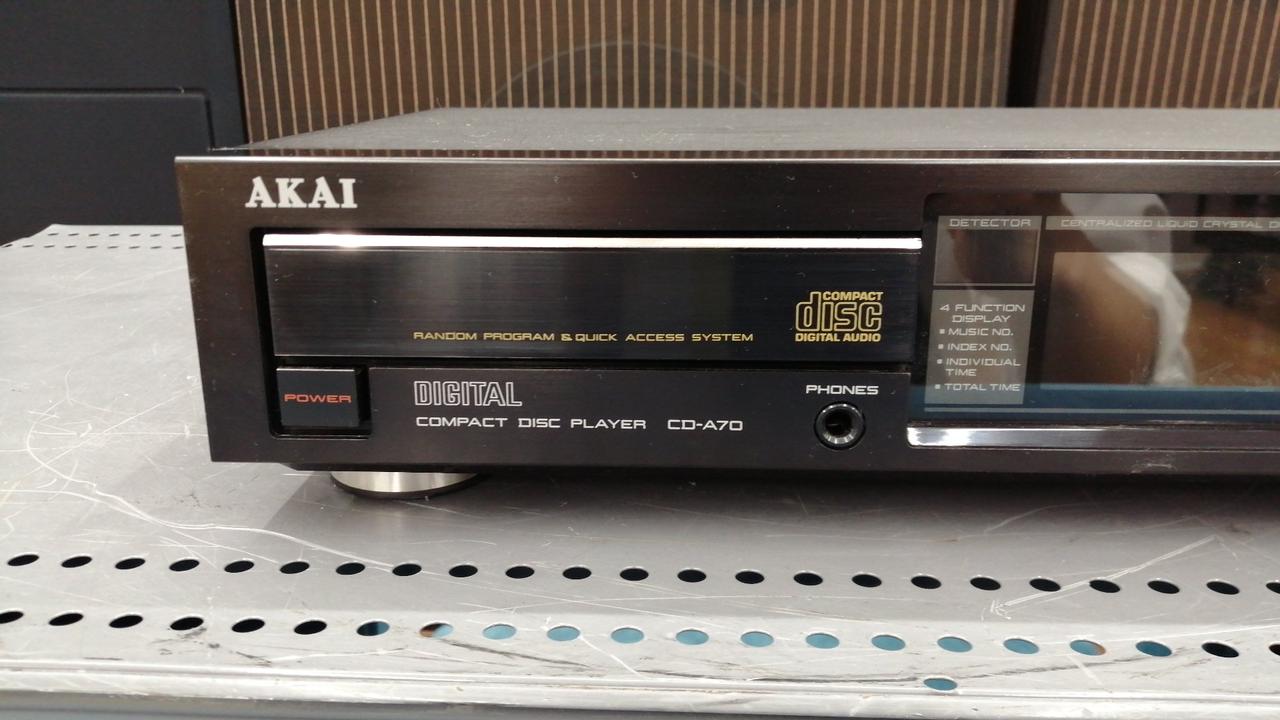 AKAI
RANDOM PROGRAM & QUICK ACCESS SYSTEM
COMPACT
disc
DIGITAL AUDIO
POWER
DIGITAL
COMPACT DISC PLAYER CD-A70
PHONES
DETECTOR
CENTRALIZED LIQUID CRYSTAL
4 FUNCTION
DISPLAY
▪ MUSIC NO.
▪ INDEX NO.
▪ INDIVIDUAL
TIME
▪ TOTAL TIME